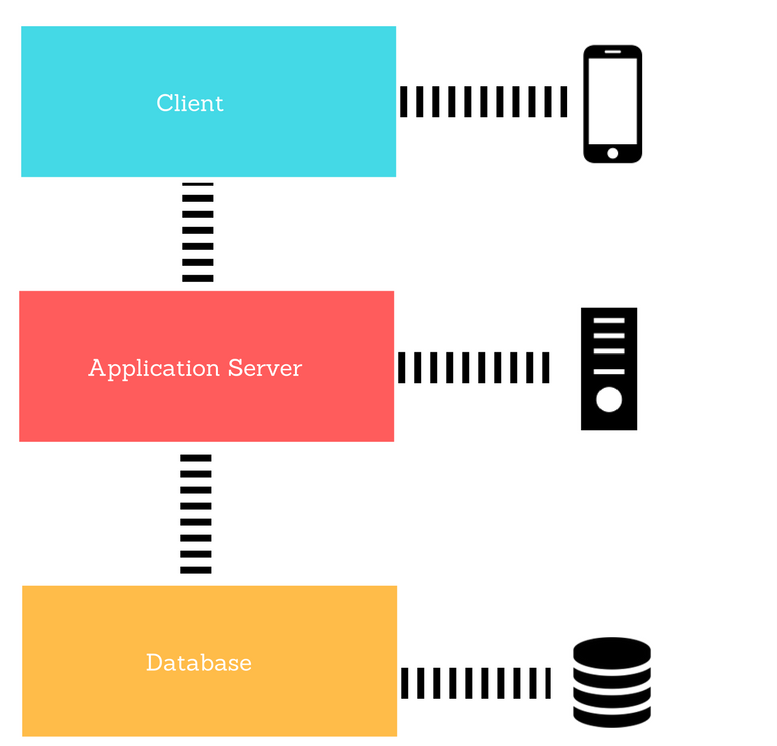 Client
Application Server
Database